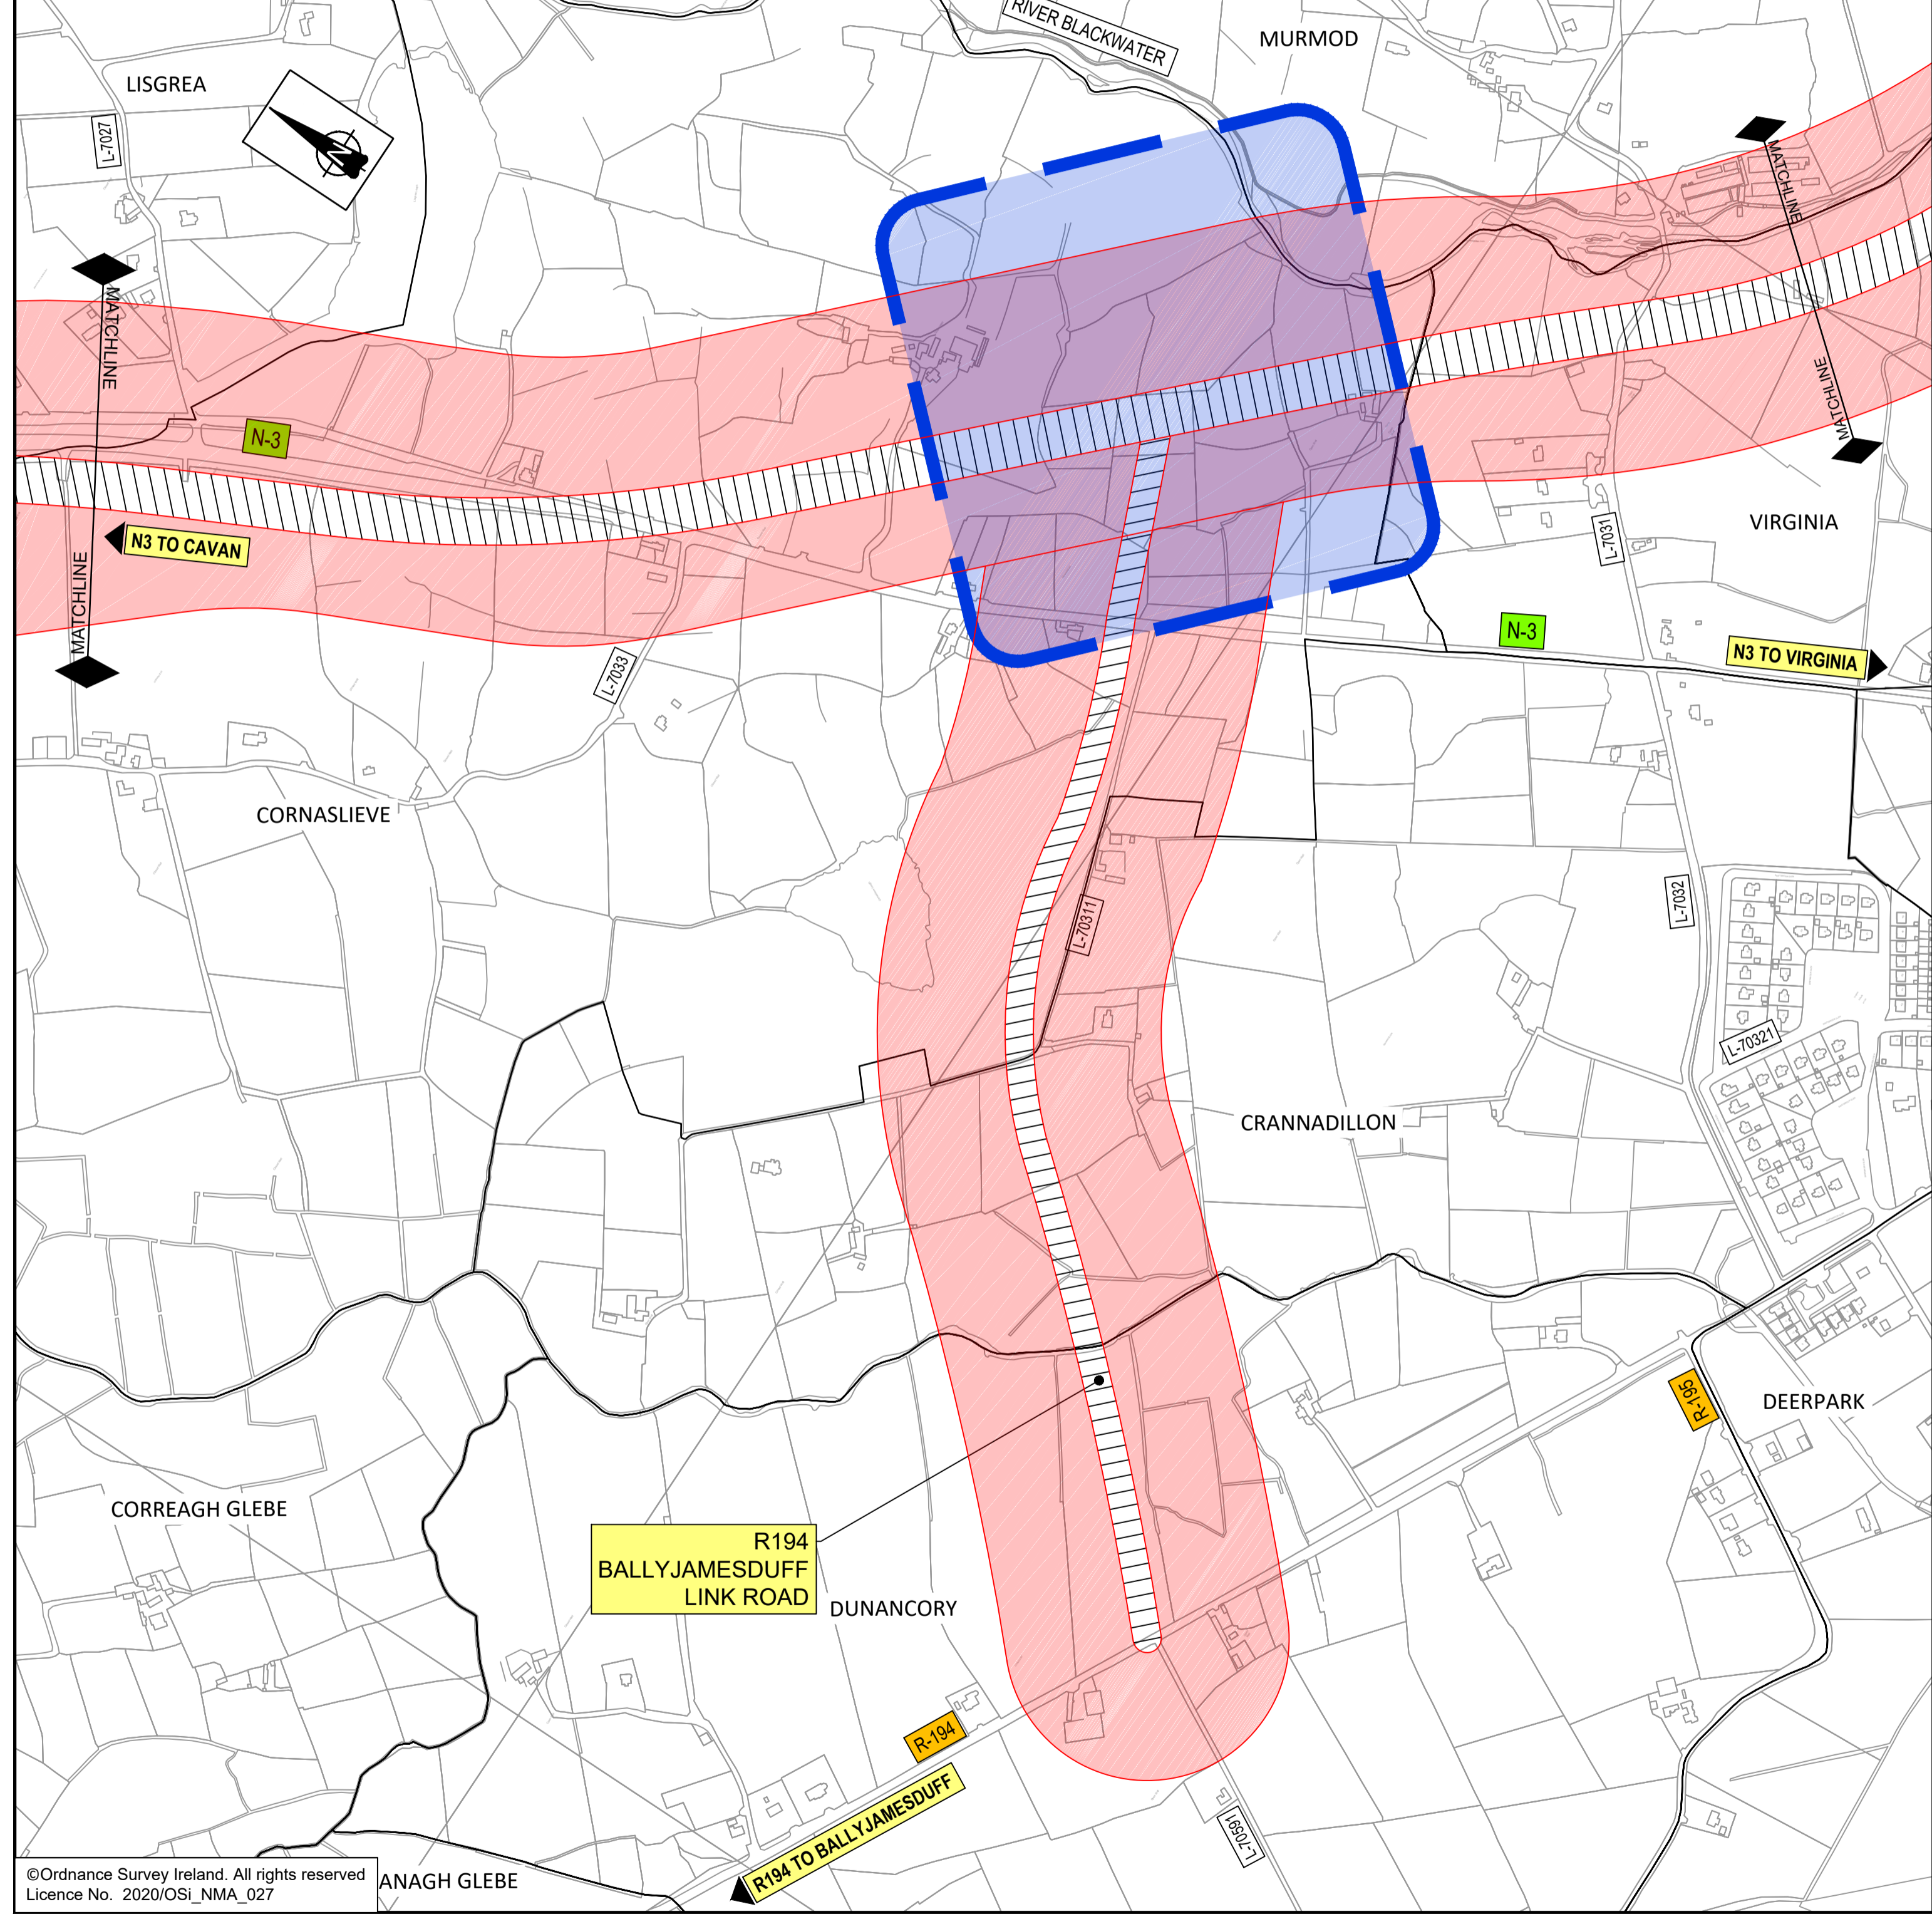 RIVER BLACKWATER
MURMOD
LISGREA
L-7027
N
MATCHLINE
MATCHLINE
MATCHLINE
MATCHLINE
N-3
N3 TO CAVAN
VIRGINIA
L-7031
N-3
N3 TO VIRGINIA
L-7033
CORNASLIEVE
L-70311
L-7032
L-70321
CRANNADILLON
R-195
DEERPARK
CORREAGH GLEBE
R194
BALLYJAMESDUFF
LINK ROAD
DUNANCORY
R-194
R194 TO BALLYJAMESDUFF
L-70591
©Ordnance Survey Ireland. All rights reserved
Licence No. 2020/OSi_NMA_027
ANAGH GLEBE